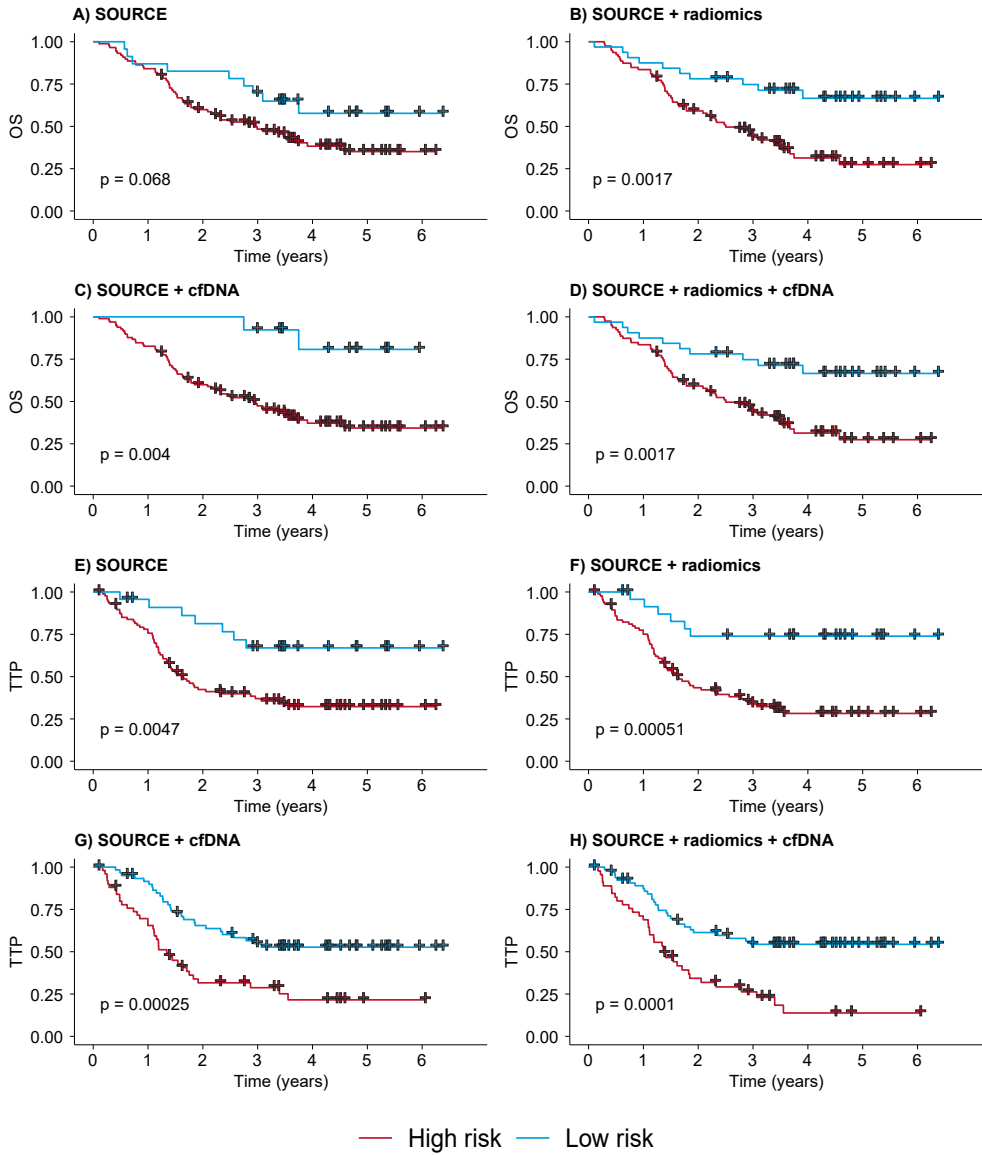 A) SOURCE
1.00
0.75
0.50
0.25
0.00
OS
p = 0.068
0 1 2 3 4 5 6
Time (years)
B) SOURCE + radiomics
1.00
0.75
0.50
0.25
0.00
OS
p = 0.0017
0 1 2 3 4 5 6
Time (years)
C) SOURCE + cfDNA
1.00
0.75
0.50
0.25
0.00
OS
p = 0.004
0 1 2 3 4 5 6
Time (years)
D) SOURCE + radiomics + cfDNA
1.00
0.75
0.50
0.25
0.00
OS
p = 0.0017
0 1 2 3 4 5 6
Time (years)
E) SOURCE
1.00
0.75
0.50
0.25
0.00
TTP
p = 0.0047
0 1 2 3 4 5 6
Time (years)
F) SOURCE + radiomics
1.00
0.75
0.50
0.25
0.00
TTP
p = 0.00051
0 1 2 3 4 5 6
Time (years)
G) SOURCE + cfDNA
1.00
0.75
0.50
0.25
0.00
TTP
p = 0.00025
0 1 2 3 4 5 6
Time (years)
H) SOURCE + radiomics + cfDNA
1.00
0.75
0.50
0.25
0.00
TTP
p = 0.0001
0 1 2 3 4 5 6
Time (years)
High risk Low risk